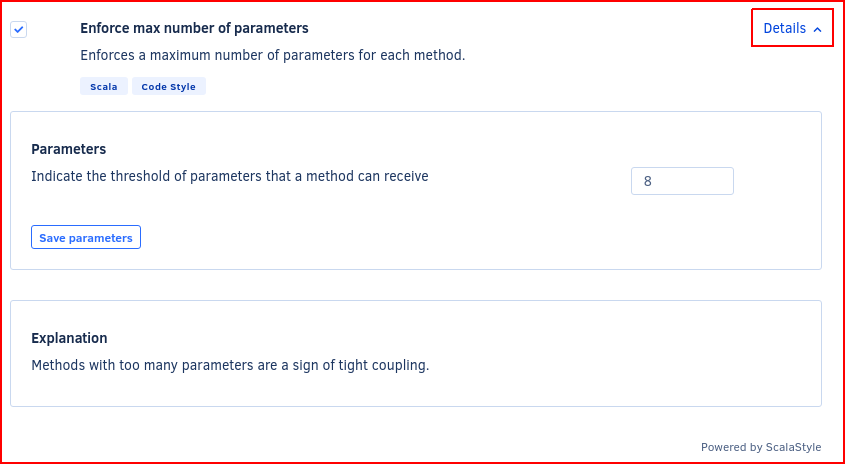 Enforce max number of parameters
Details
Enforces a maximum number of parameters for each method.
Scala Code Style
Parameters
Indicate the threshold of parameters that a method can receive
8
Save parameters
Explanation
Methods with too many parameters are a sign of tight coupling.
Powered by ScalaStyle